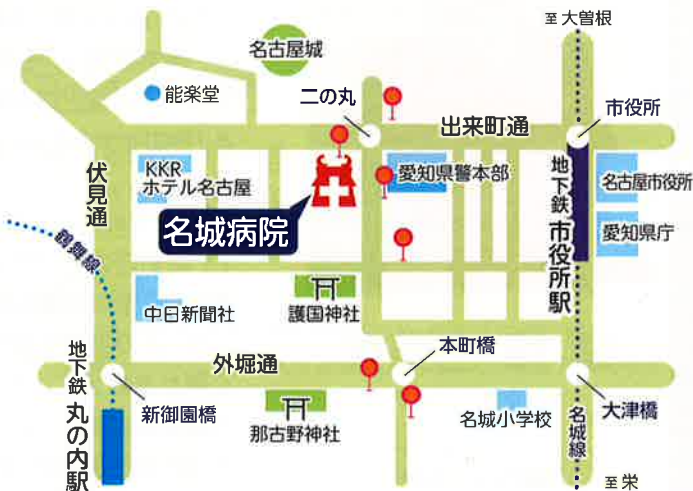 至 大曽根
名古屋城
能楽堂
二の丸
出来町通
市役所
KKR
ホテル名古屋
愛知県警本部
名古屋市役所
伏見通
地下鉄 市役所駅
名城病院
愛知県庁
鶴舞線
中日新聞社
護国神社
外堀通
本町橋
地下鉄 丸の内駅
新御園橋
那古野神社
名城小学校
名城線
大津橋
至 栄